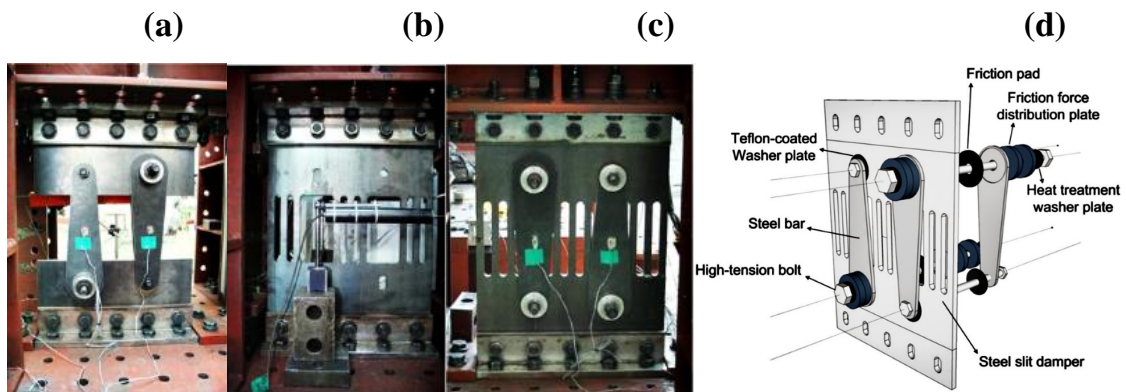 (a)
(b)
(c)
(d)
Friction pad
Friction force
distribution plate
Teflon-coated
Washer plate
Heat treatment
washer plate
Steel bar
High-tension bolt
Steel slit damper